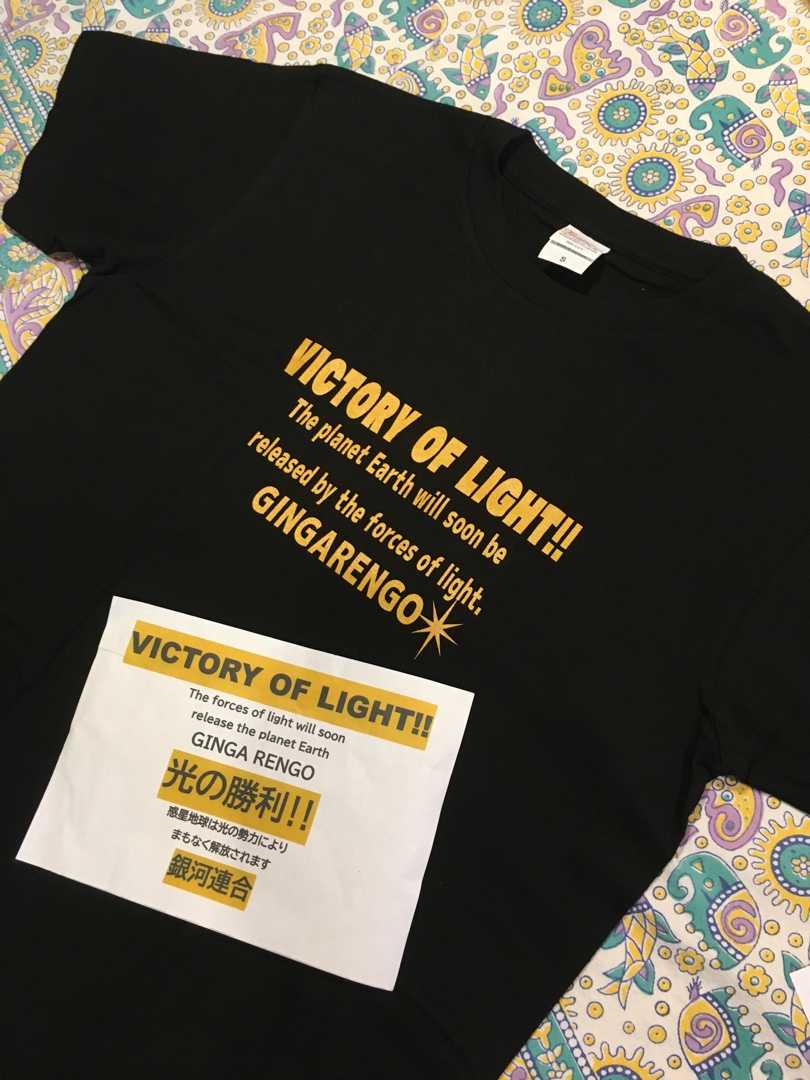 S
VICTORY OF LIGHT!!
The planet Earth will soon be
released by the forces of light.
GINGARENGO
VICTORY OF LIGHT!!
The forces of light will soon
release the planet Earth
GINGA RENGO
光の勝利!!
惑星地球は光の勢力により
まもなく解放されます
銀河連合